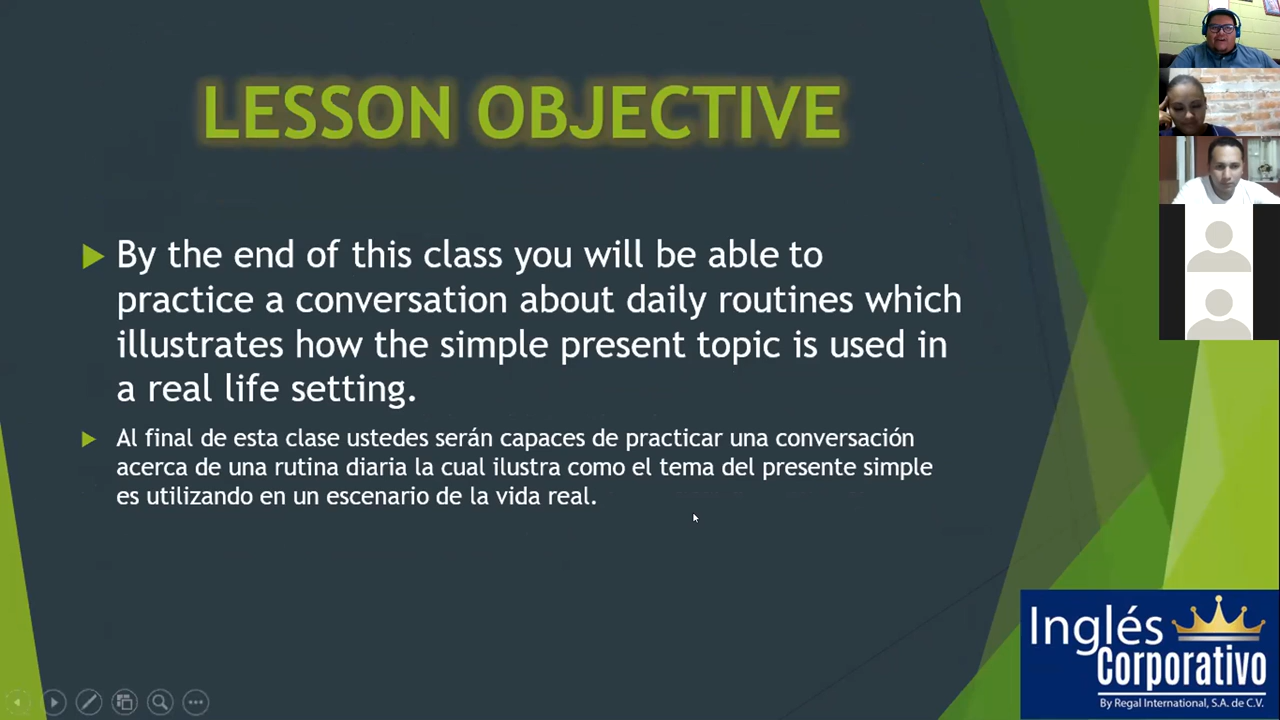 LESSON OBJECTIVE
By the end of this class you will be able to
practice a conversation about daily routines which
illustrates how the simple present topic is used in
a real life setting.
Al final de esta clase ustedes serán capaces de practicar una conversación
acerca de una rutina diaria la cual ilustra como el tema del presente simple
es utilizando en un escenario de la vida real.
Inglés
Corporativo
By Regal International, S.A. de C.V.